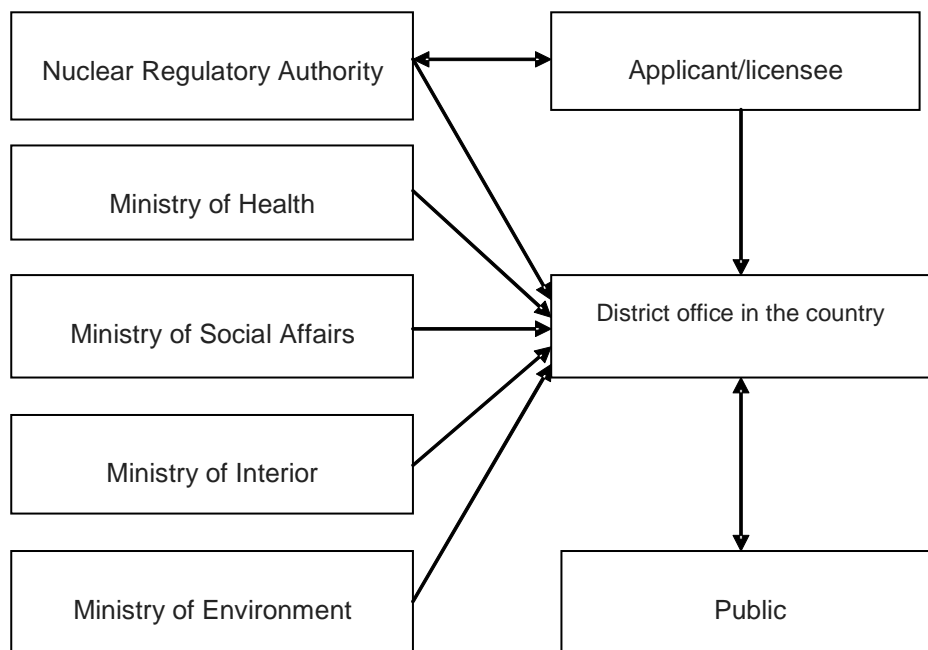 Nuclear Regulatory Authority
Applicant/licensee
Ministry of Health
Ministry of Social Affairs
District office in the country
Ministry of Interior
Ministry of Environment
Public